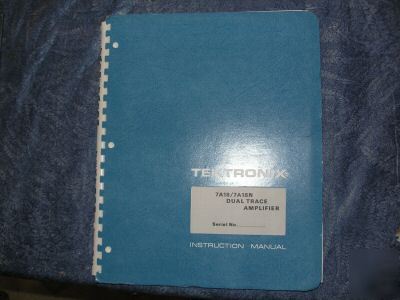 TEKTRONIX
7A18/7A18N
DUAL TRACE
AMPLIFIER
Serial No.
INSTRUCTION MANUAL